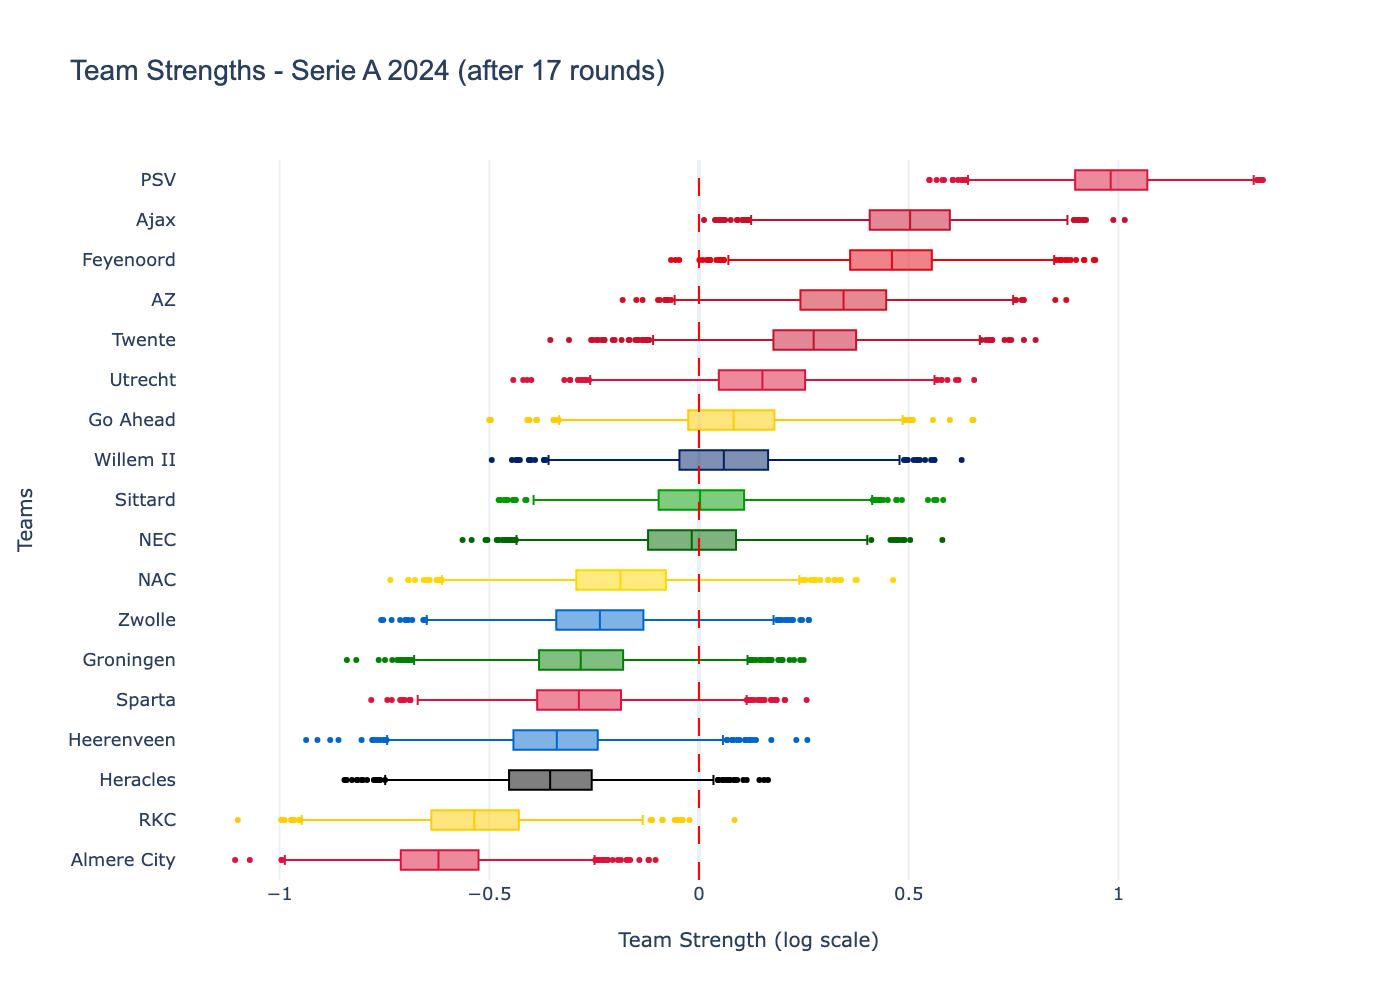 Team Strengths - Serie A 2024 (after 17 rounds)
Teams
PSV
Ajax
Feyenoord
AZ
Twente
Utrecht
Go Ahead
Willem II
Sittard
NEC
NAC
Zwolle
Groningen
Sparta
Heerenveen
Heracles
RKC
Almere City
−1
−0.5
0
0.5
1
Team Strength (log scale)